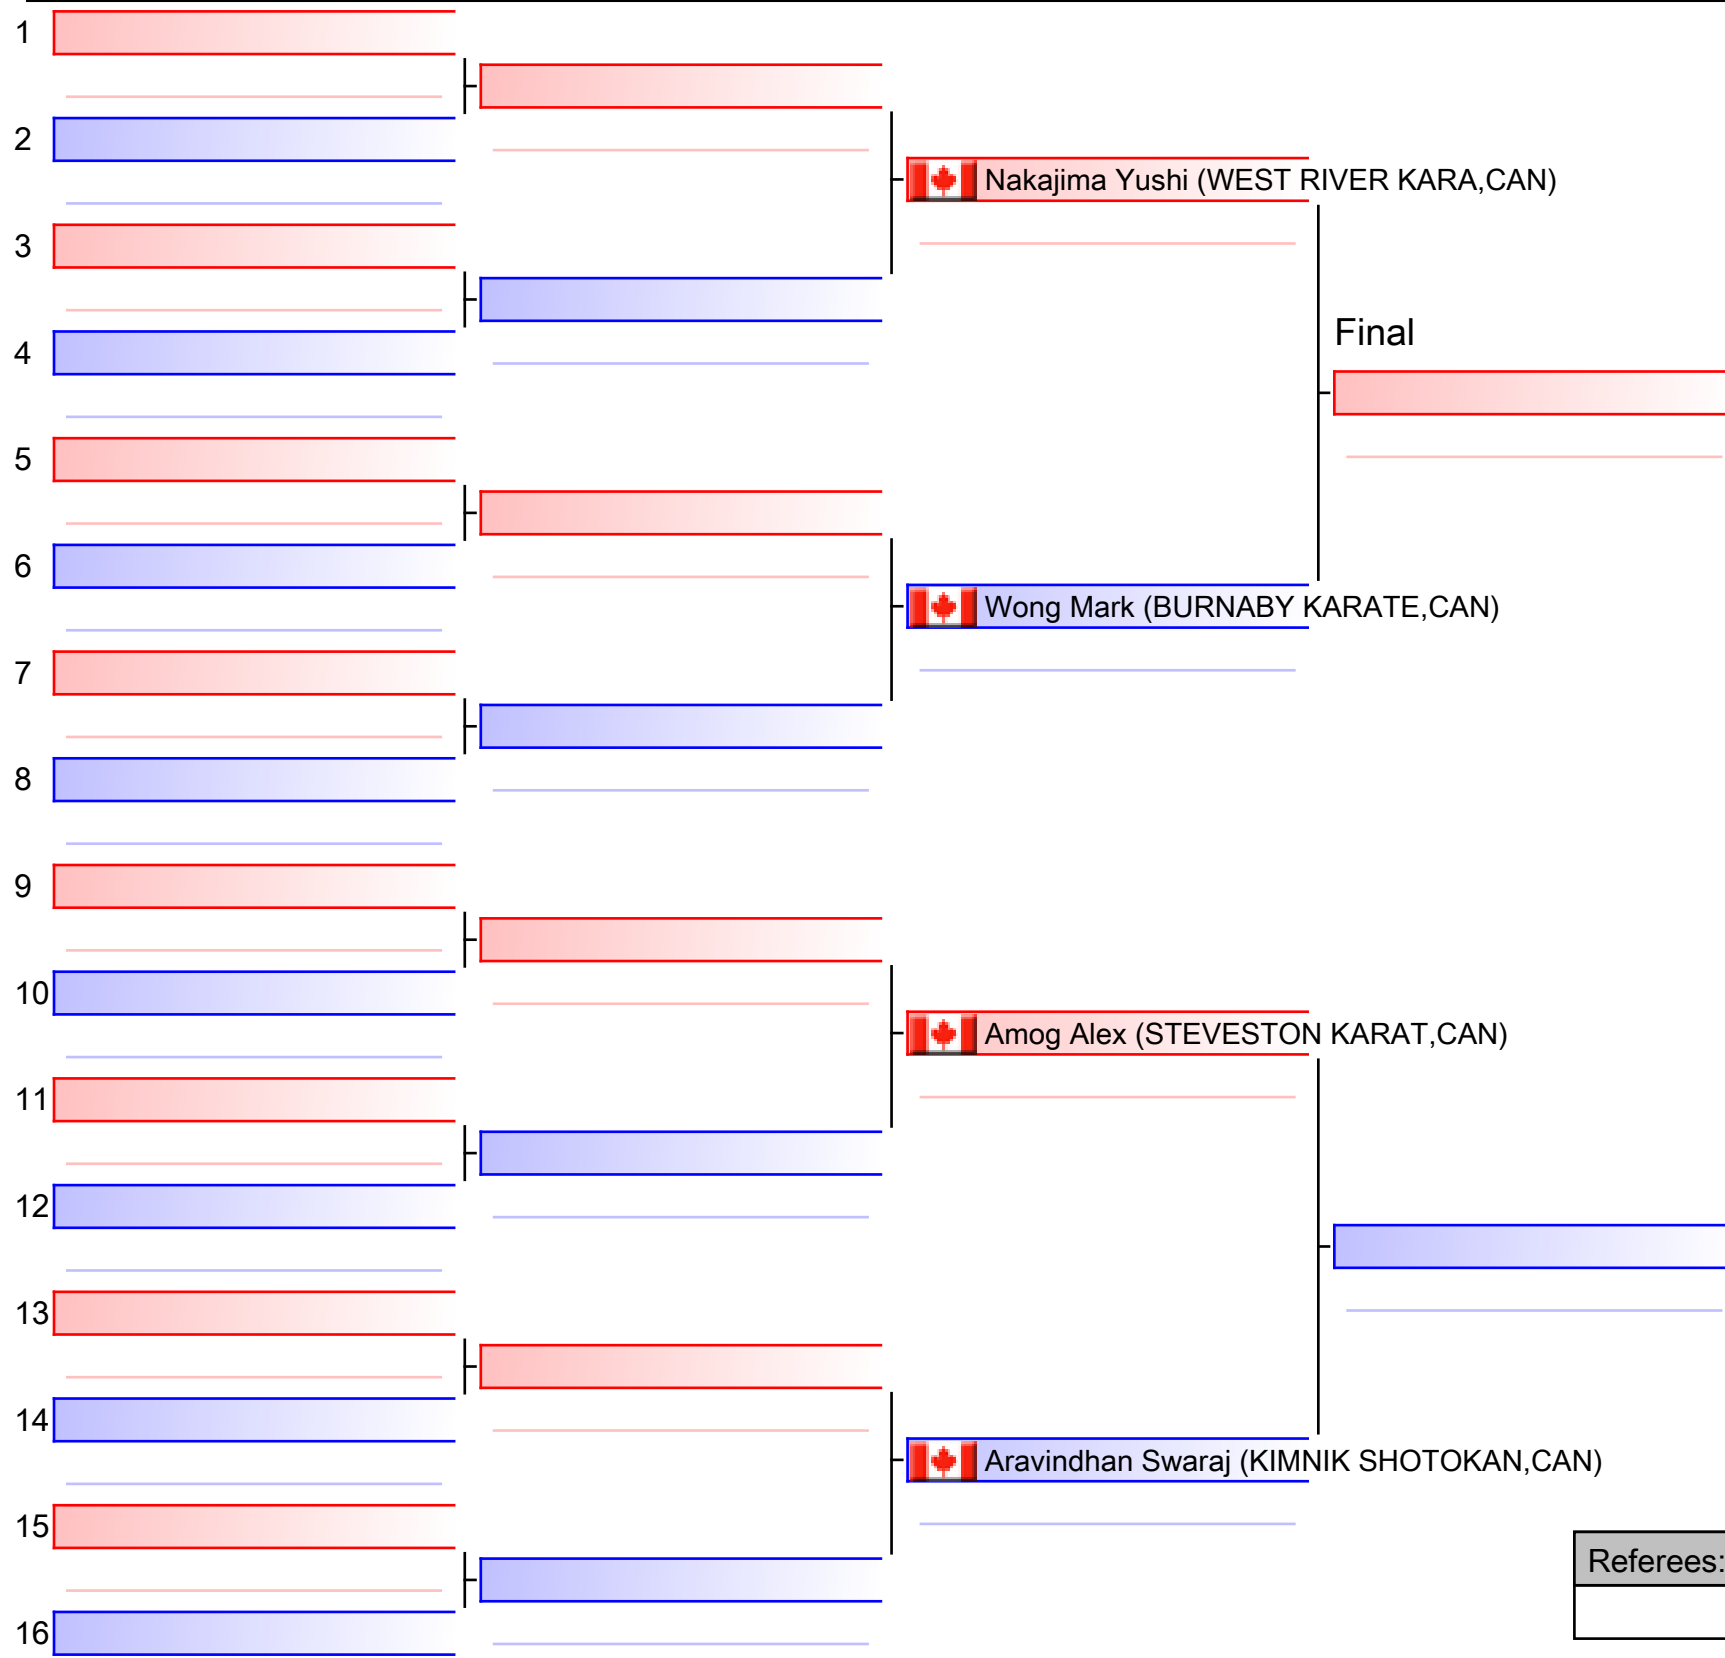 1
2
Nakajima Yushi (WEST RIVER KARA,CAN)
3
Final
4
5
6
Wong Mark (BURNABY KARATE,CAN)
7
8
9
10
Amog Alex (STEVESTON KARAT,CAN)
11
12
13
14
Aravindhan Swaraj (KIMNIK SHOTOKAN,CAN)
15
Referees:
16